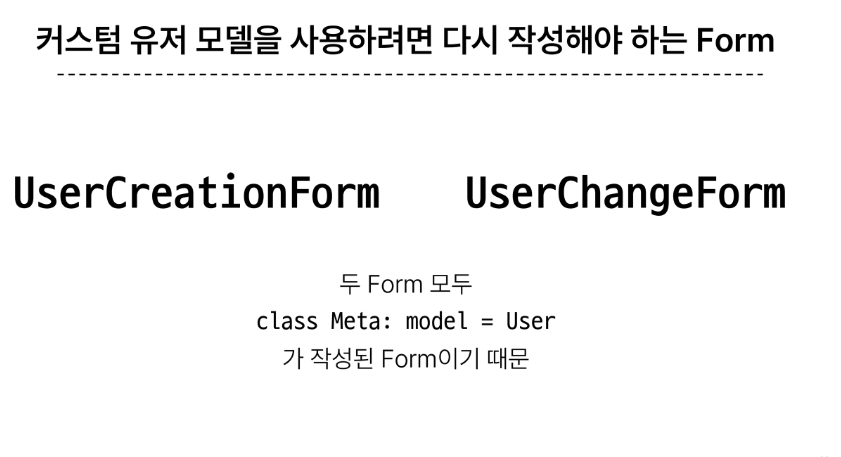 커스텀 유저 모델을 사용하려면 다시 작성해야 하는 Form
UserCreationForm UserChangeForm
두 Form 모두
class Meta: model = User
가 작성된 Form이기 때문